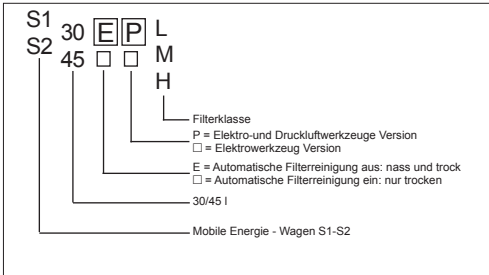 S1 30 E P L
S2 45 □ □ M
H
Filterklasse
P = Elektro-und Druckluftwerkzeuge Version
□ = Elektrowerkzeug Version
E = Automatische Filterreinigung aus: nass und trock
□ = Automatische Filterreinigung ein: nur trocken
30/45 l
Mobile Energie - Wagen S1-S2